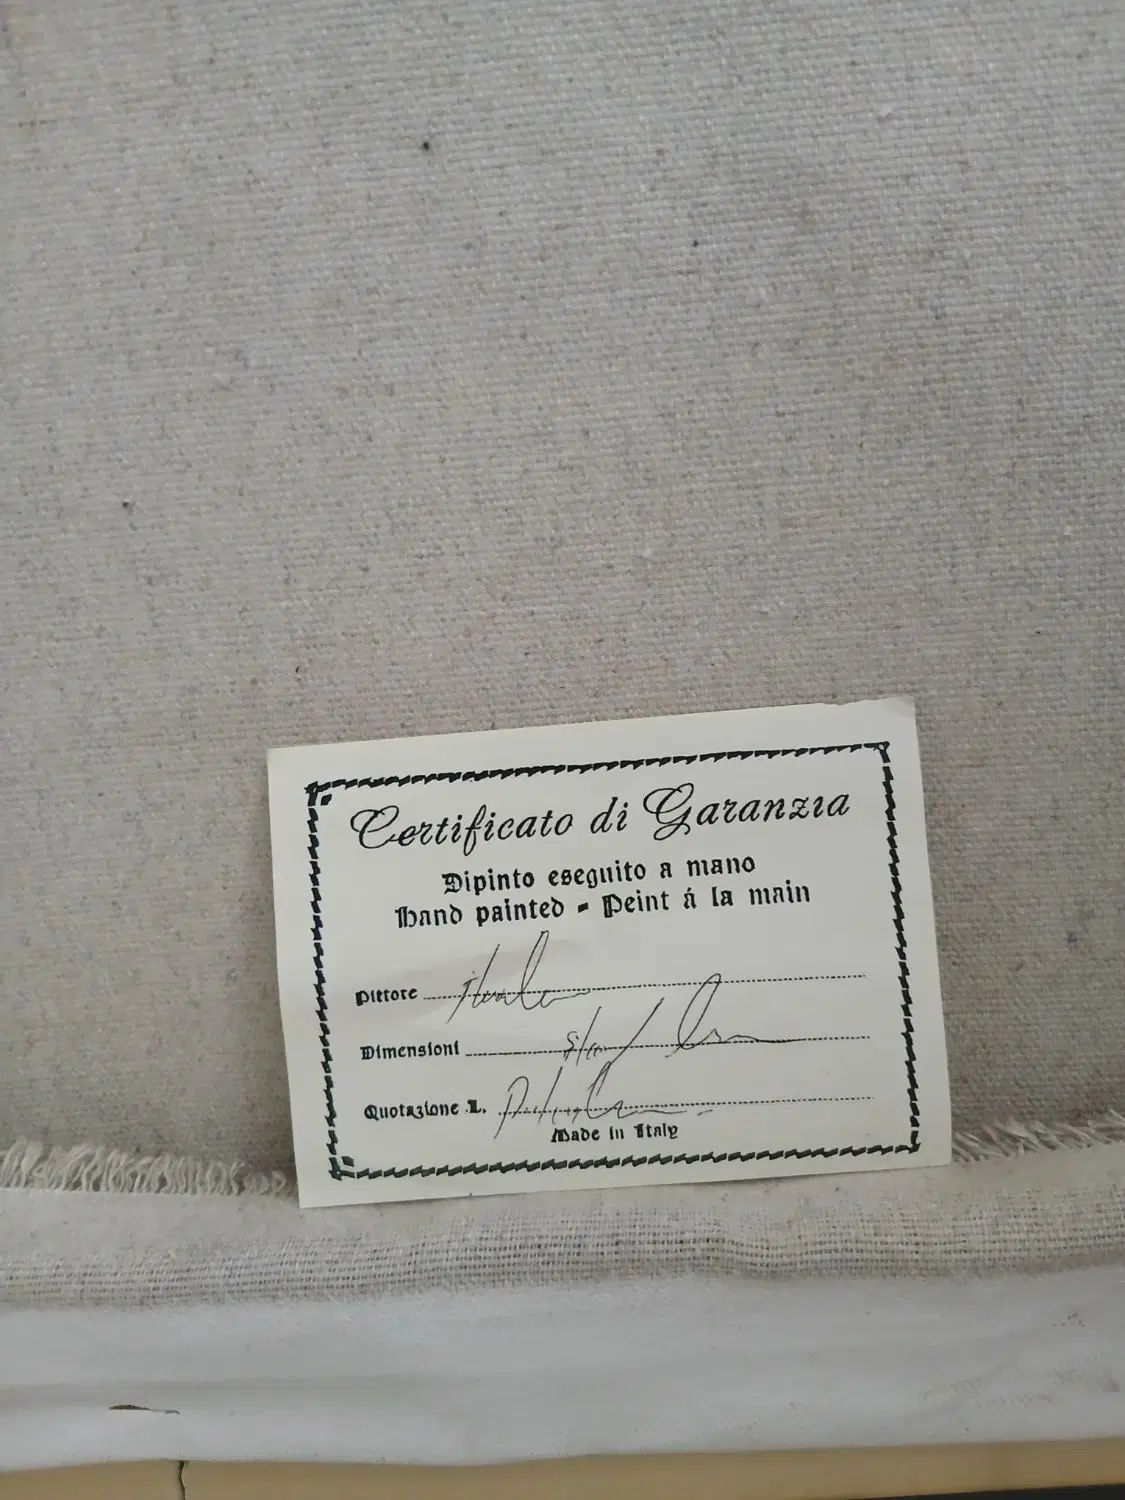 Certificato di Garanzia
Dipinto eseguito a mano
Hand painted - Peint á la main
Pittore
Dimensioni
Quotazione L.
Made in Italy